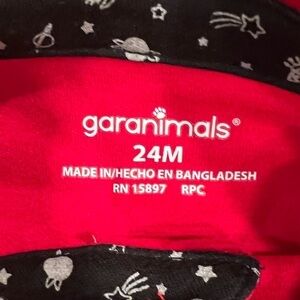 garanimals®
24M
MADE IN/HECHO EN BANGLADESH
RN 15897 RPC